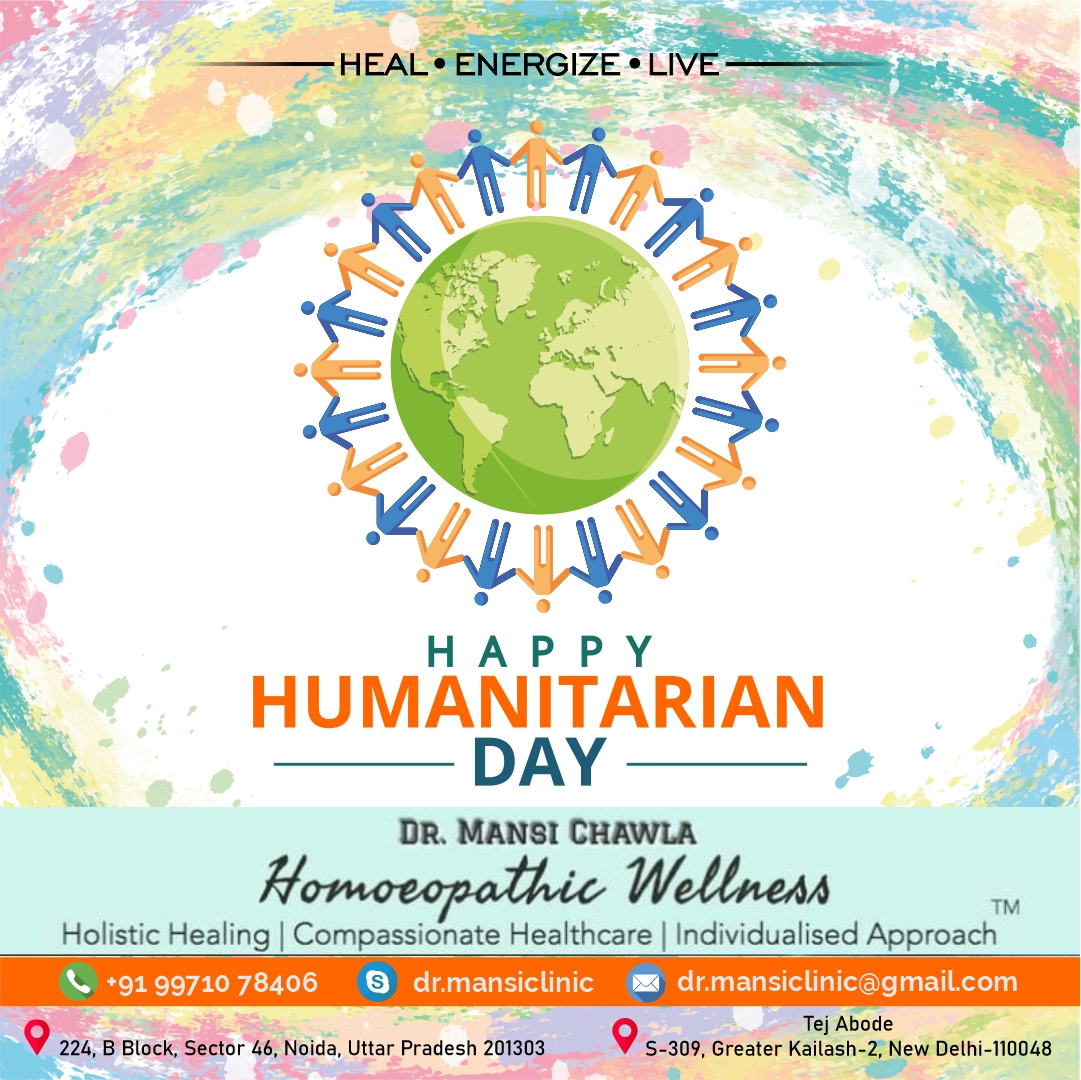 HEAL • ENERGIZE • LIVE
HAPPY
HUMANITARIAN
DAY
DR. MANSI CHAWLA
Homoeopathic Wellness
TM
Holistic Healing | Compassionate Healthcare | Individualised Approach
+91 99710 78406 dr.mansiclinic dr.mansiclinic@gmail.com
Tej Abode
224, B Block, Sector 46, Noida, Uttar Pradesh 201303 S-309, Greater Kailash-2, New Delhi-110048